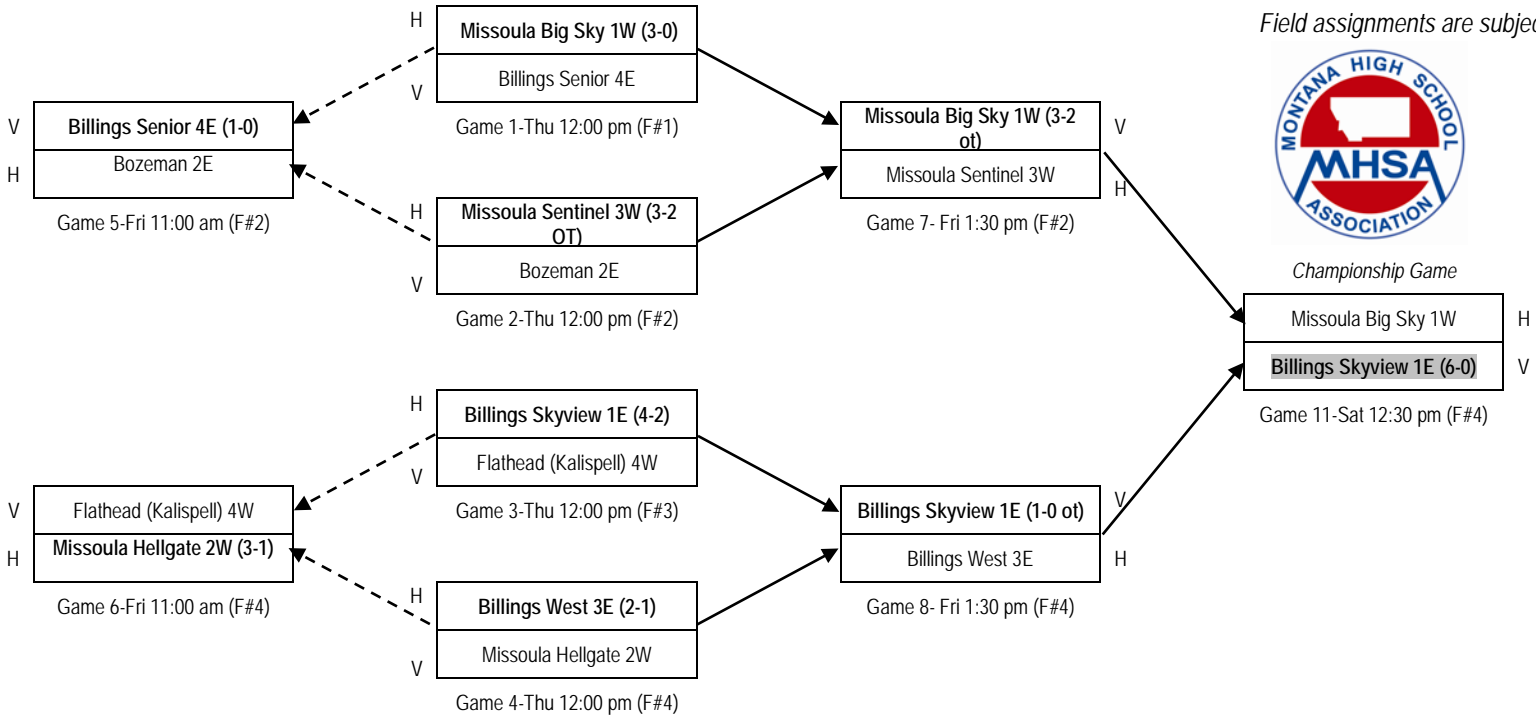 Field assignments are subjec
MONTANA HIGH SCHOOL
MHSA
ASSOCIATION
H
Missoula Big Sky 1W (3-0)
Billings Senior 4E
V
Game 1-Thu 12:00 pm (F#1)
V
Billings Senior 4E (1-0)
H
Bozeman 2E
Game 5-Fri 11:00 am (F#2)
H
Missoula Sentinel 3W (3-2
OT)
Bozeman 2E
V
Game 2-Thu 12:00 pm (F#2)
Missoula Big Sky 1W (3-2
ot)
V
Missoula Sentinel 3W
H
Game 7- Fri 1:30 pm (F#2)
Championship Game
Missoula Big Sky 1W
H
Billings Skyview 1E (6-0)
V
Game 11-Sat 12:30 pm (F#4)
H
Billings Skyview 1E (4-2)
Flathead (Kalispell) 4W
V
Game 3-Thu 12:00 pm (F#3)
V
Flathead (Kalispell) 4W
H
Missoula Hellgate 2W (3-1)
Game 6-Fri 11:00 am (F#4)
H
Billings West 3E (2-1)
Missoula Hellgate 2W
V
Game 4-Thu 12:00 pm (F#4)
Billings Skyview 1E (1-0 ot)
V
Billings West 3E
H
Game 8- Fri 1:30 pm (F#4)